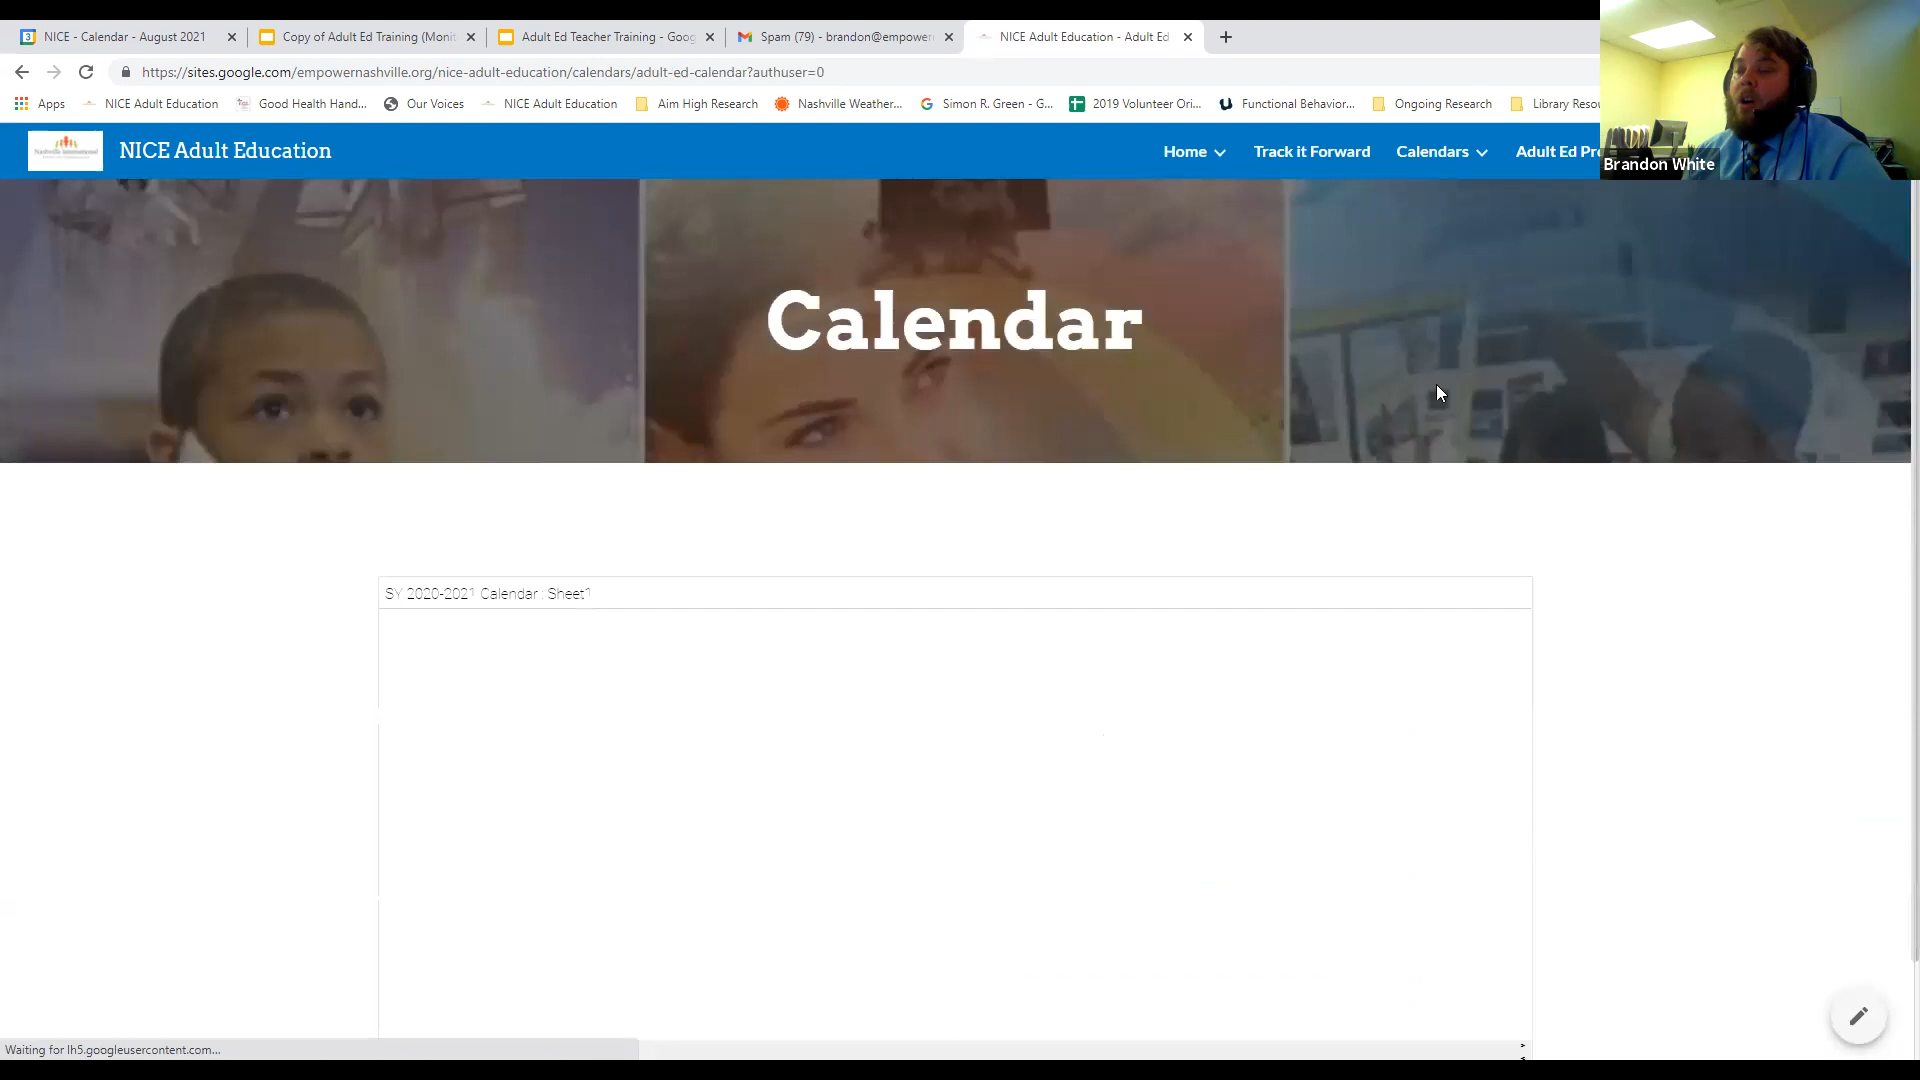 NICE - Calendar - August 2021
Copy of Adult Ed Training (Monit
Adult Ed Teacher Training - Goog
Spam (79) - brandon@empower
NICE Adult Education - Adult Ed
https://sites.google.com/empowernashville.org/nice-adult-education/calendars/adult-ed-calendar?authuser=0
Apps
NICE Adult Education
Good Health Hand...
Our Voices
NICE Adult Education
Aim High Research
Nashville Weather...
Simon R. Green - G...
2019 Volunteer Ori...
Functional Behavior...
Ongoing Research
Library Resou
Nashville International
NICE Adult Education
Home
Track it Forward
Calendars
Adult Ed Pr
Brandon White
Calendar
SY 2020-2021 Calendar : Sheet1
Waiting for lh5.googleusercontent.com...